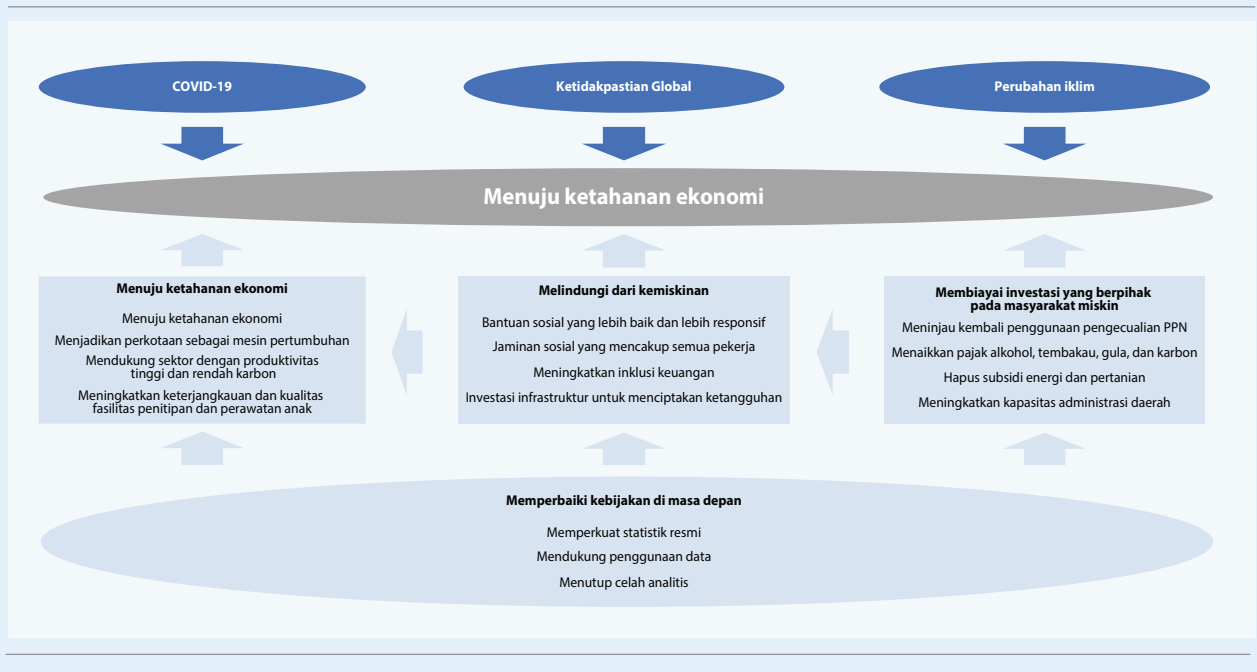 COVID-19
Ketidakpastian Global
Perubahan iklim
Menuju ketahanan ekonomi
Menuju ketahanan ekonomi
Menuju ketahanan ekonomi
Menjadikan perkotaan sebagai mesin pertumbuhan
Mendukung sektor dengan produktivitas
tinggi dan rendah karbon
Meningkatkan keterjangkauan dan kualitas
fasilitas penitipan dan perawatan anak
Melindungi dari kemiskinan
Bantuan sosial yang lebih baik dan lebih responsif
Jaminan sosial yang mencakup semua pekerja
Meningkatkan inklusi keuangan
Investasi infrastruktur untuk menciptakan ketangguhan
Membiayai investasi yang berpihak
pada masyarakat miskin
Meninjau kembali penggunaan pengecualian PPN
Menaikkan pajak alkohol, tembakau, gula, dan karbon
Hapus subsidi energi dan pertanian
Meningkatkan kapasitas administrasi daerah
Memperbaiki kebijakan di masa depan
Memperkuat statistik resmi
Mendukung penggunaan data
Menutup celah analitis